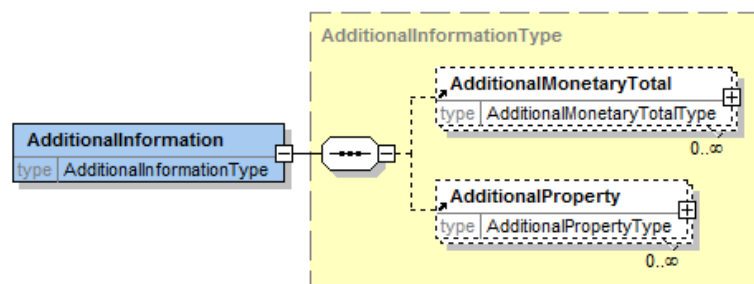 AdditionalInformationType
AdditionalMonetaryTotal
type AdditionalMonetaryTotalType
0..∞
AdditionalInformation
type AdditionalInformationType
AdditionalProperty
type AdditionalPropertyType
0..∞